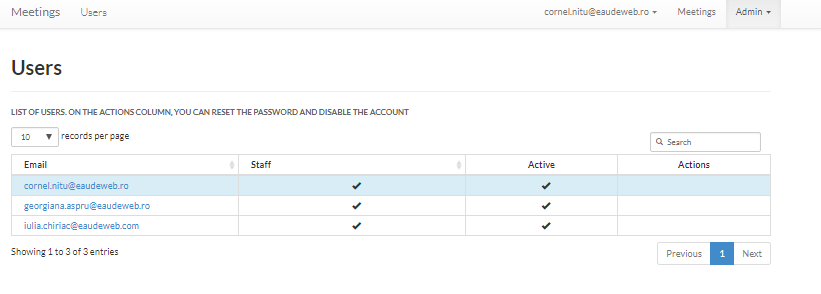 Meetings Users cornel.nitu@eaudeweb.ro Meetings Admin
Users
LIST OF USERS. ON THE ACTIONS COLUMN, YOU CAN RESET THE PASSWORD AND DISABLE THE ACCOUNT
10 records per page Search
Email Staff Active Actions
cornel.nitu@eaudeweb.ro
georgiana.aspru@eaudeweb.ro
iulia.chiriac@eaudeweb.com
Showing 1 to 3 of 3 entries Previous 1 Next